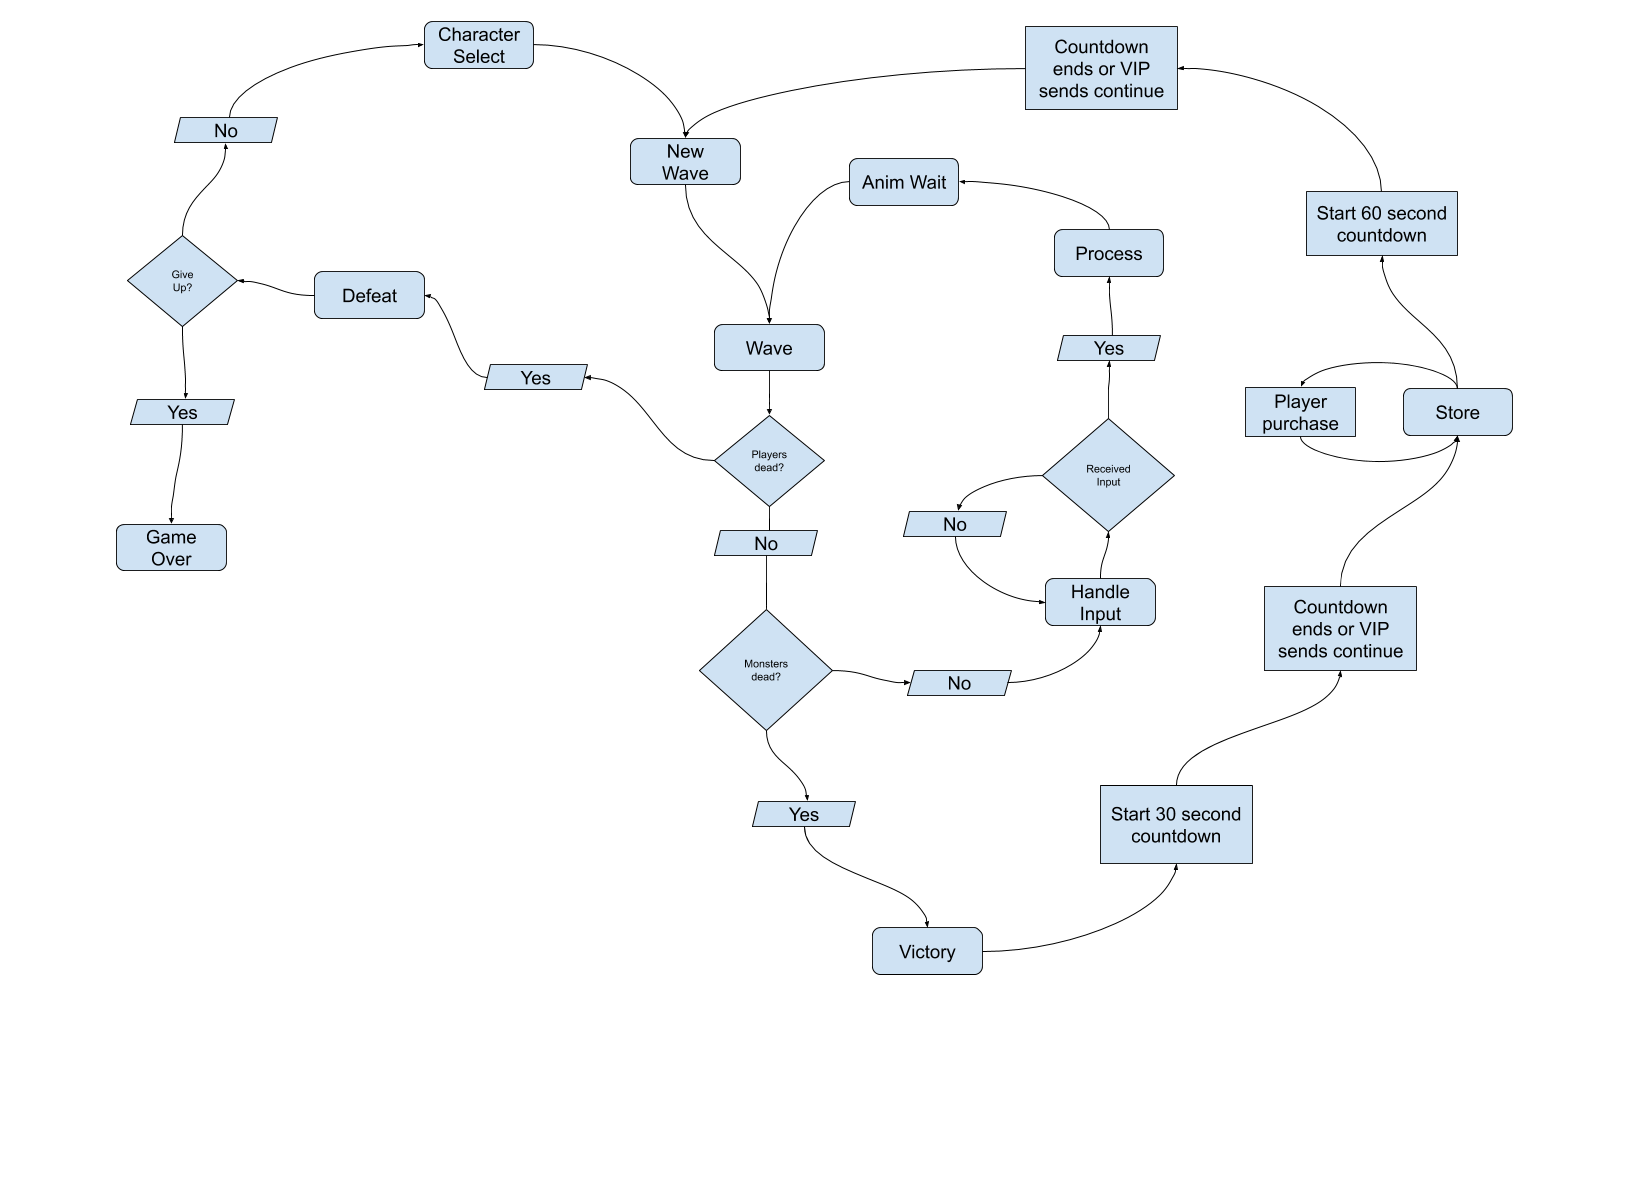 Character
Select
Countdown
ends or VIP
sends continue
No
New
Wave
Anim Wait
Start 60 second
countdown
Process
Give
Up?
Defeat
Wave
Yes
Yes
Yes
Player
purchase
Store
Players
dead?
Received
Input
No
No
Game
Over
Handle
Input
Countdown
ends or VIP
sends continue
Monsters
dead?
No
Yes
Start 30 second
countdown
Victory